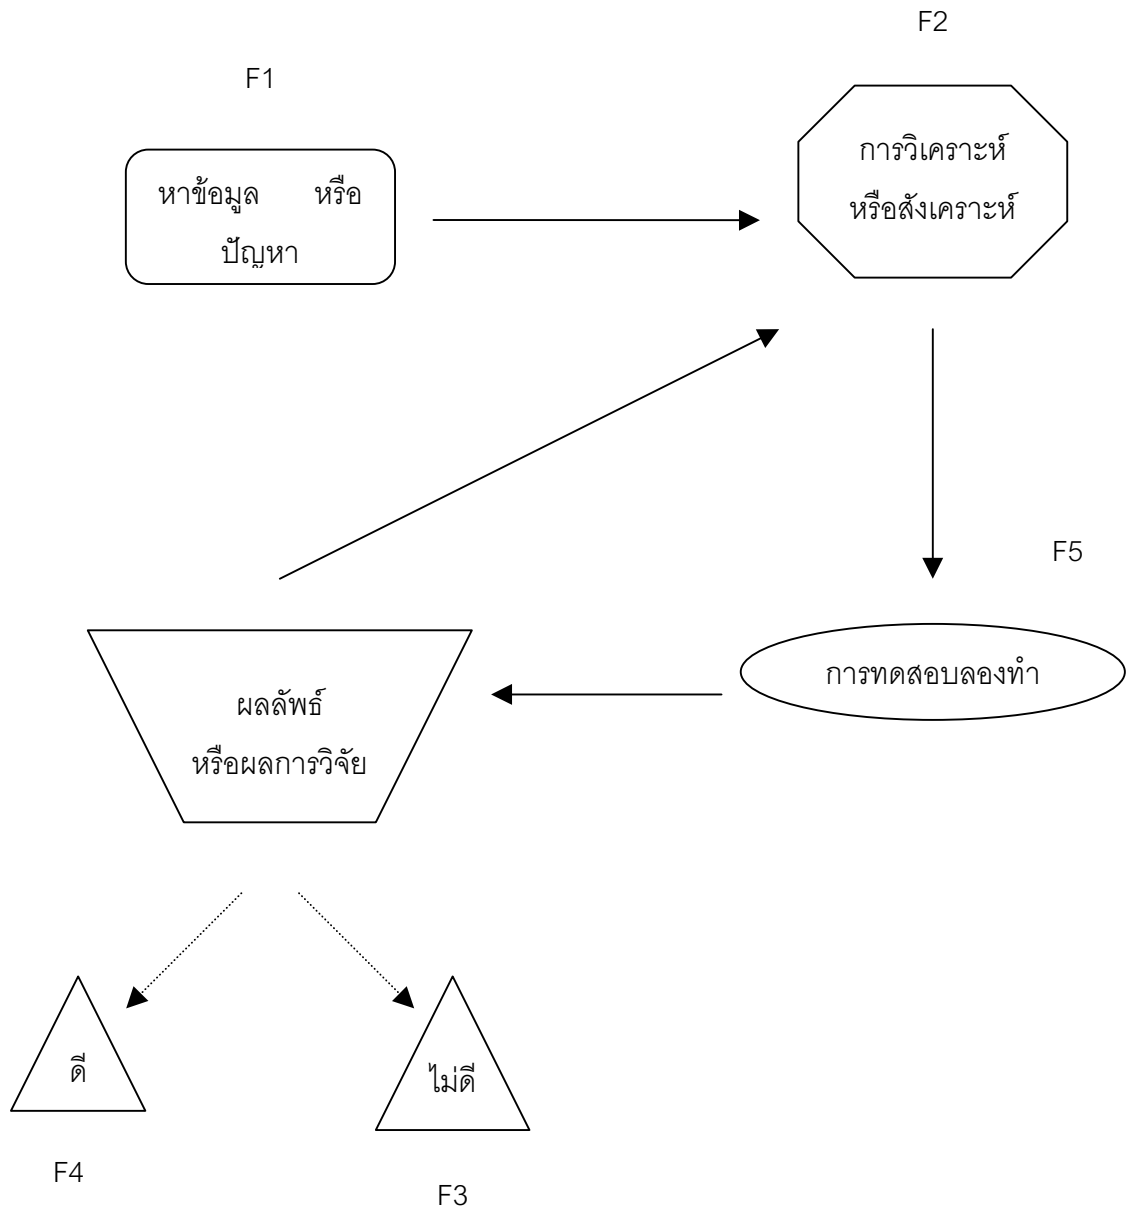 F2
F1
การวิเคราะห์
หรือสังเคราะห์
หาข้อมูล หรือ
ปัญหา
F5
การทดสอบลองทำ
ผลลัพธ์
หรือผลการวิจัย
ดี
ไม่ดี
F4
F3